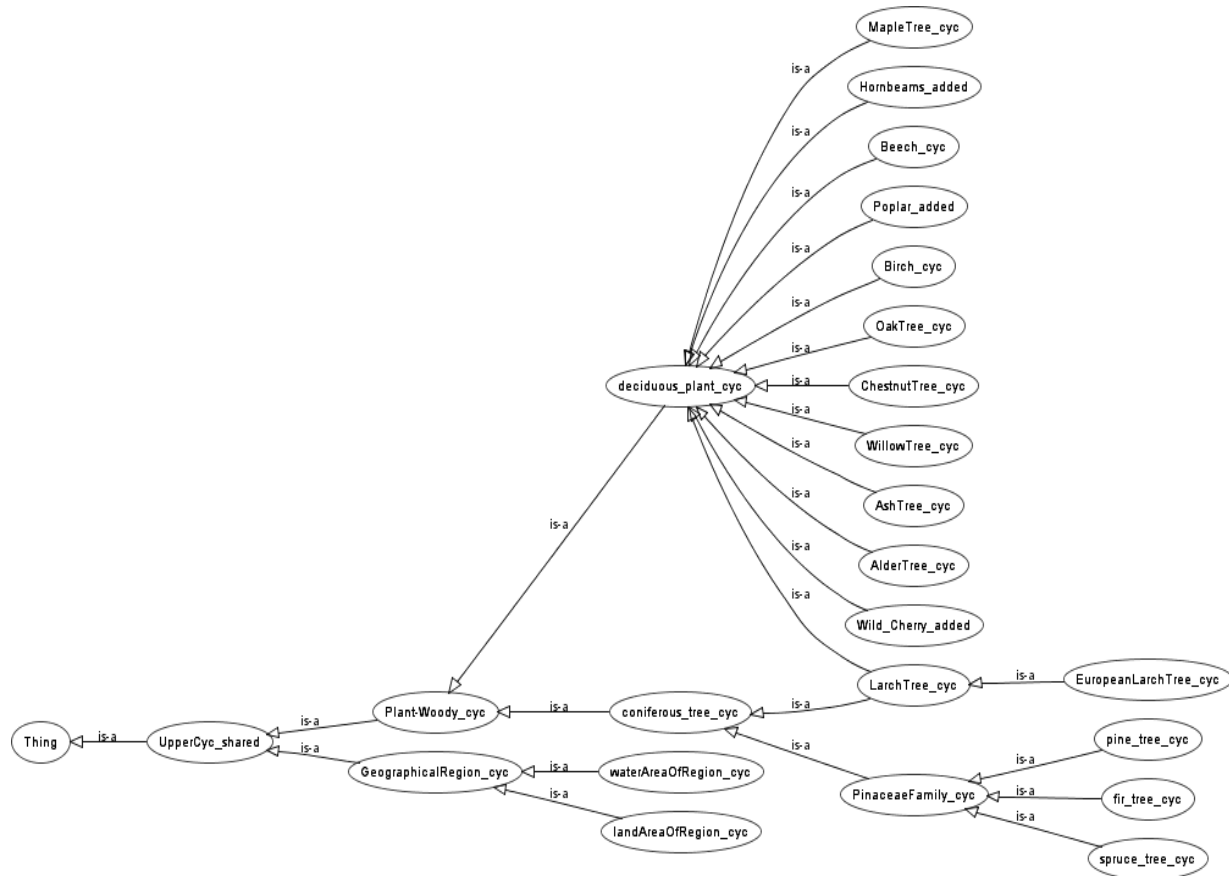 MapleTree_cyc
is-a
Hornbeams_added
is-a
Beech_cyc
is-a
Poplar_added
is-a
Birch_cyc
is-a
OakTree_cyc
is-a
deciduous_plant_cyc
is-a
ChestnutTree_cyc
is-a
WillowTree_cyc
is-a
AshTree_cyc
is-a
is-a
AlderTree_cyc
is-a
Wild_Cherry_added
is-a
LarchTree_cyc
is-a
EuropeanLarchTree_cyc
Plant-Woody_cyc
is-a
coniferous_tree_cyc
is-a
Thing
is-a
UpperCyc_shared
is-a
is-a
is-a
pine_tree_cyc
GeographicalRegion_cyc
is-a
waterAreaOfRegion_cyc
is-a
PinaceaeFamily_cyc
is-a
fir_tree_cyc
is-a
landAreaOfRegion_cyc
is-a
spruce_tree_cyc